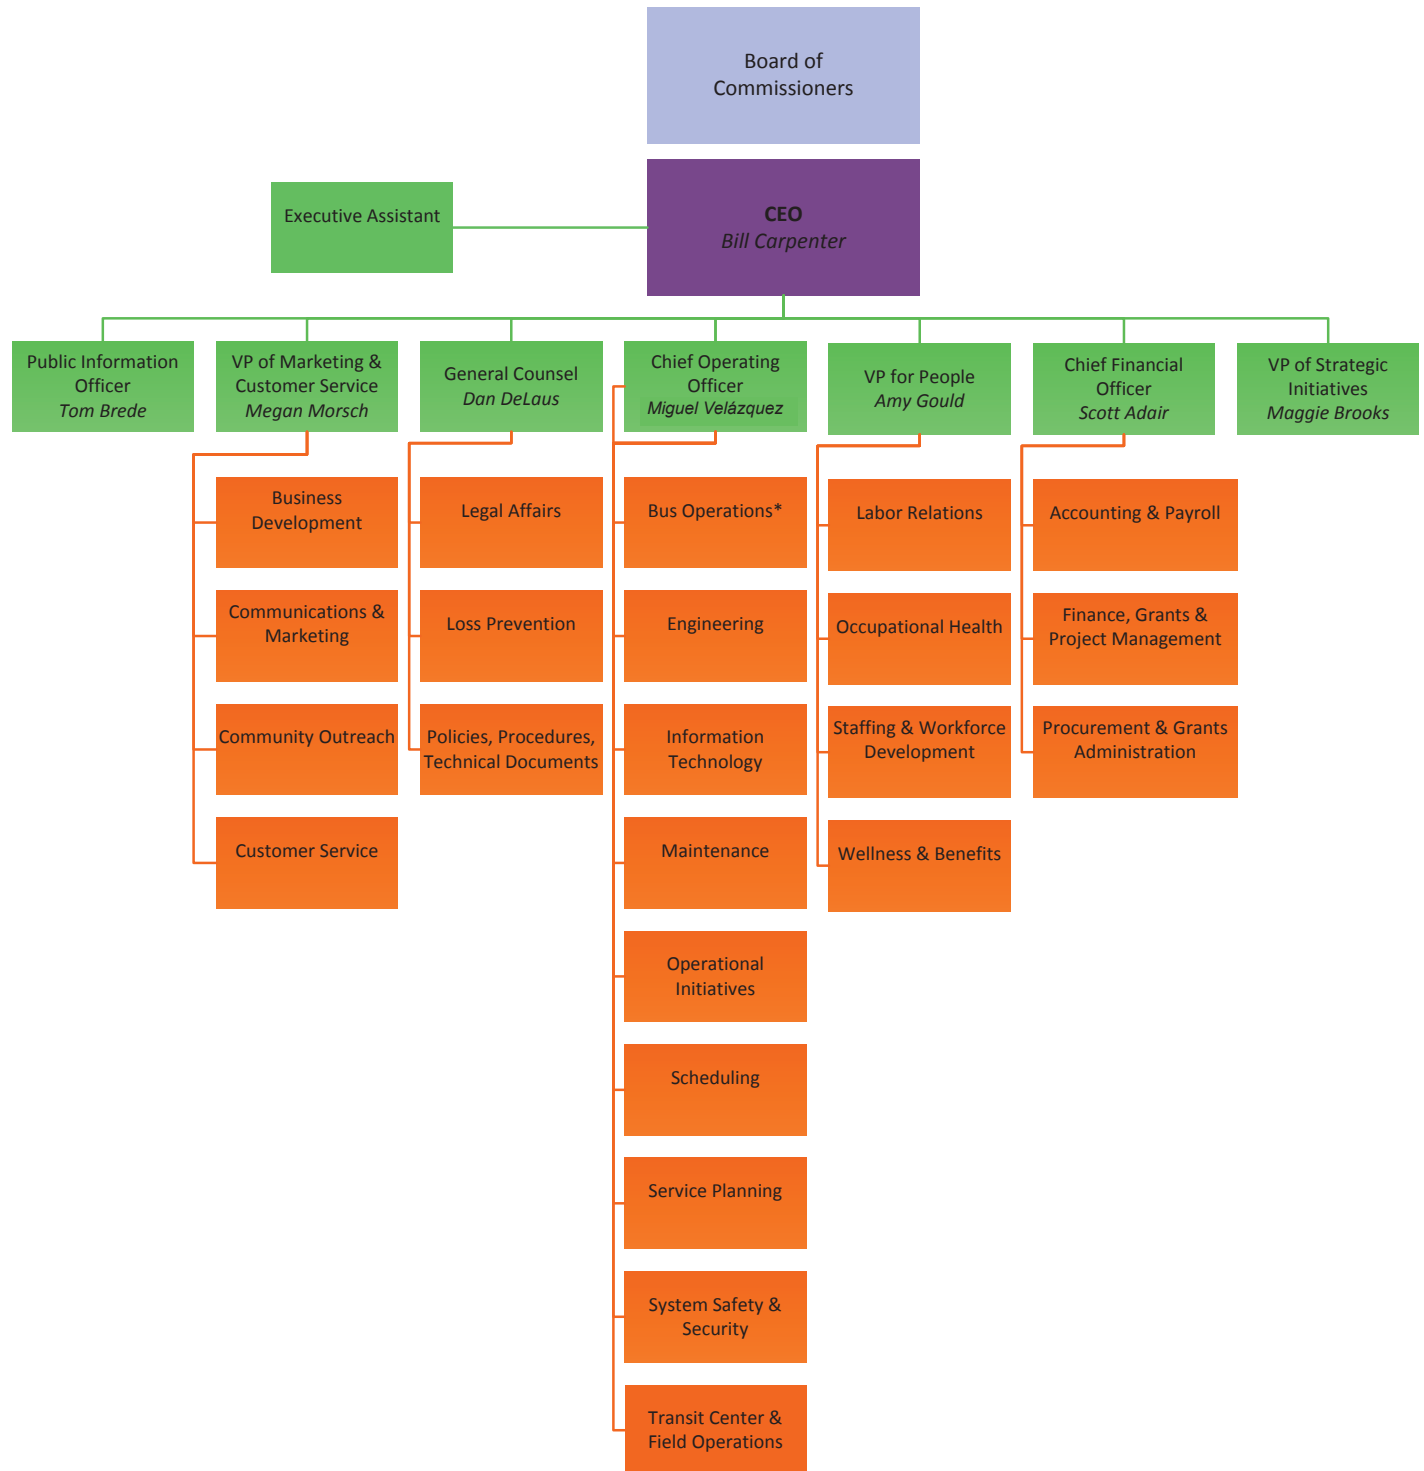 Board of
Commissioners
Executive Assistant
CEO
Bill Carpenter
Public Information
Officer
Tom Brede
VP of Marketing &
Customer Service
Megan Morsch
General Counsel
Dan DeLaus
Chief Operating
Officer
Miguel Velázquez
VP for People
Amy Gould
Chief Financial
Officer
Scott Adair
VP of Strategic
Initiatives
Maggie Brooks
Business
Development
Communications &
Marketing
Community Outreach
Customer Service
Legal Affairs
Loss Prevention
Policies, Procedures,
Technical Documents
Bus Operations*
Engineering
Information
Technology
Maintenance
Operational
Initiatives
Scheduling
Service Planning
System Safety &
Security
Transit Center &
Field Operations
Labor Relations
Occupational Health
Staffing & Workforce
Development
Wellness & Benefits
Accounting & Payroll
Finance, Grants &
Project Management
Procurement & Grants
Administration